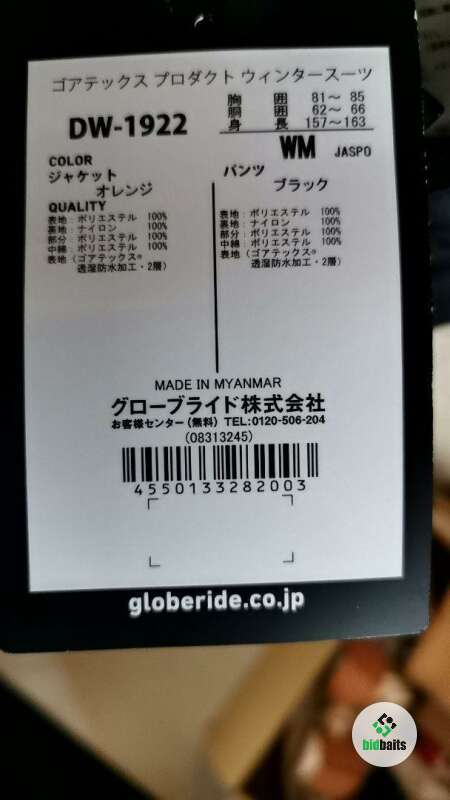 ゴアテックス プロダクト ウィンタースーツ
DW-1922
胸 囲 81～ 85
胴 囲 62～ 66
身 長 157～163
WM JASPO
COLOR
ジャケット
オレンジ
パンツ
ブラック
QUALITY
表地：ポリエステル 100%
裏地：ナイロン 100%
部分：ポリエステル 100%
中綿：ポリエステル 100%
表地（ゴアテックス®
透湿防水加工・2層）
表地：ポリエステル 100%
裏地：ナイロン 100%
部分：ポリエステル 100%
中綿：ポリエステル 100%
表地（ゴアテックス®
透湿防水加工・2層）
MADE IN MYANMAR
グローブライド株式会社
お客様センター（無料） TEL:0120-506-204
(08313245)
4550133282003
globeride.co.jp
bidbaits